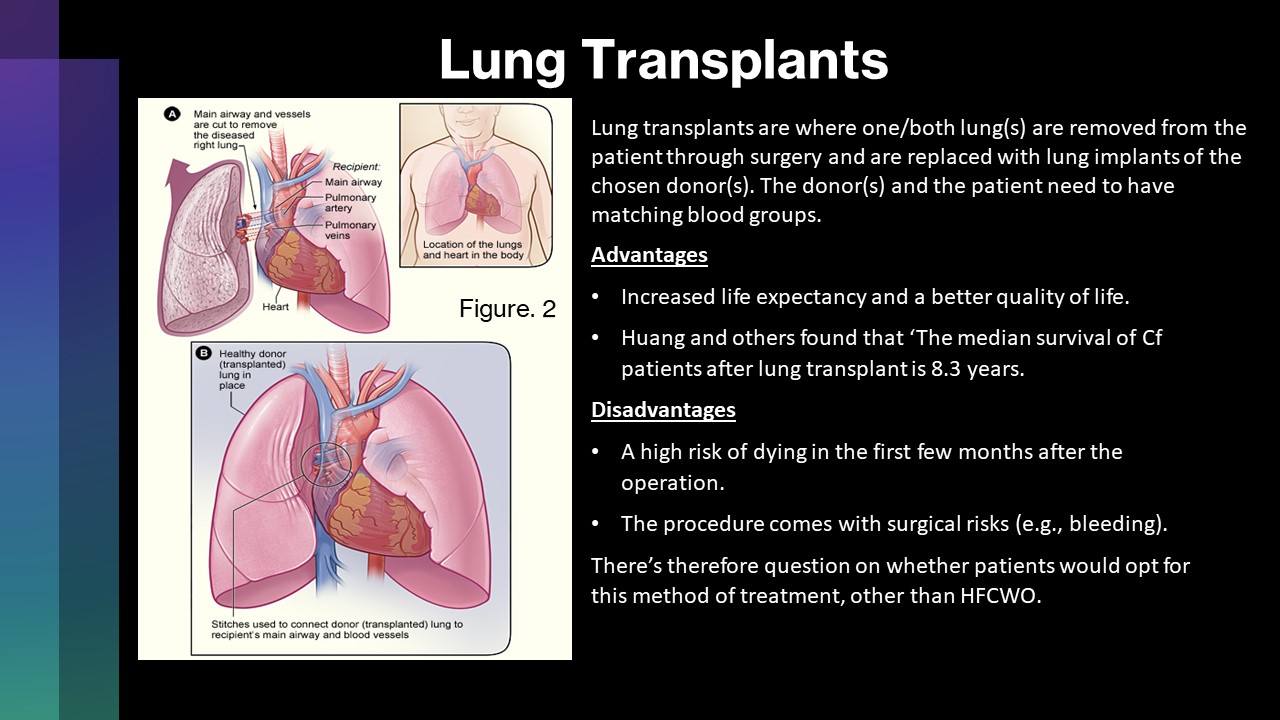 Lung Transplants
A
Main airway and vessels
are cut to remove
the diseased
right lung
Recipient:
Main airway
Pulmonary
artery
Pulmonary
veins
Heart
Location of the lungs
and heart in the body
Figure. 2
B
Healthy donor
(transplanted)
lung in
place
Stitches used to connect donor (transplanted) lung to
recipient's main airway and blood vessels
Lung transplants are where one/both lung(s) are removed from the
patient through surgery and are replaced with lung implants of the
chosen donor(s). The donor(s) and the patient need to have
matching blood groups.
Advantages
• Increased life expectancy and a better quality of life.
• Huang and others found that ‘The median survival of Cf
patients after lung transplant is 8.3 years.
Disadvantages
• A high risk of dying in the first few months after the
operation.
• The procedure comes with surgical risks (e.g., bleeding).
There’s therefore question on whether patients would opt for
this method of treatment, other than HFCWO.